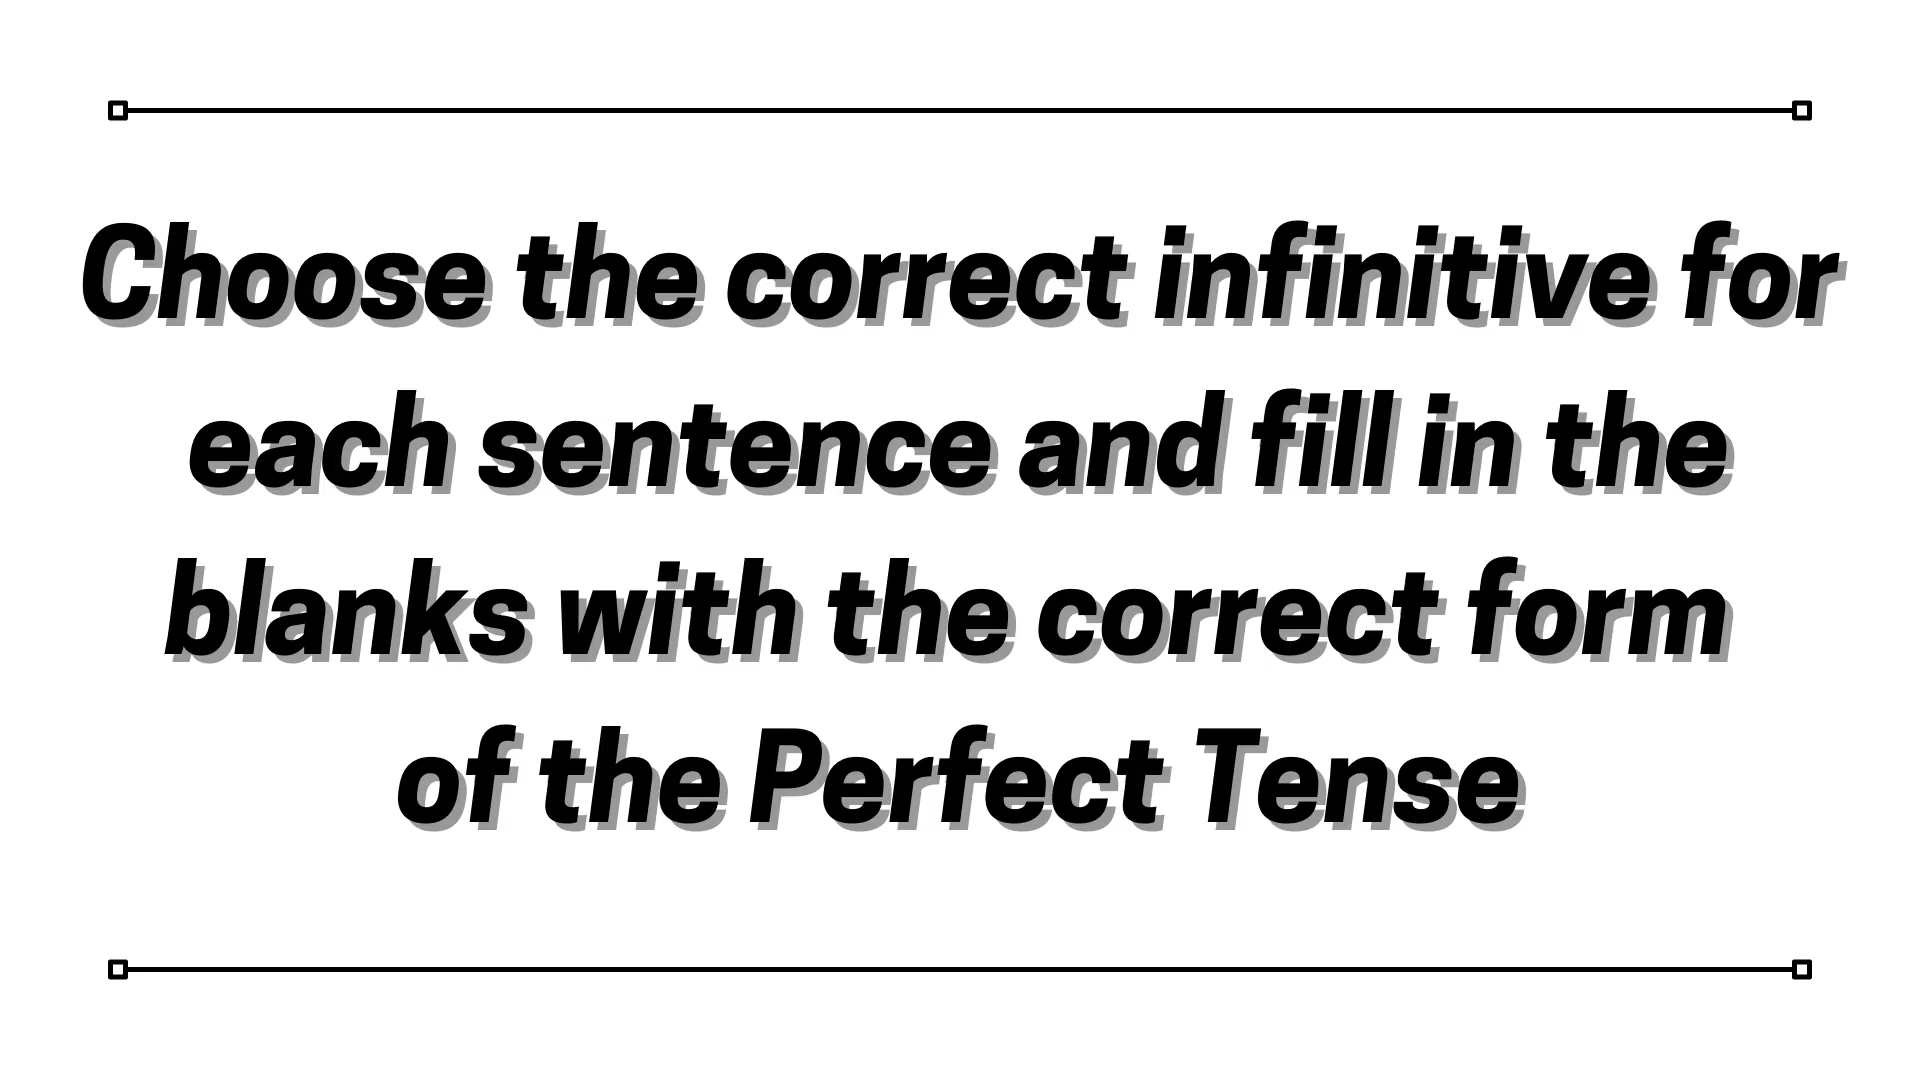 Choose the correct infinitive for
each sentence and fill in the
blanks with the correct form
of the Perfect Tense